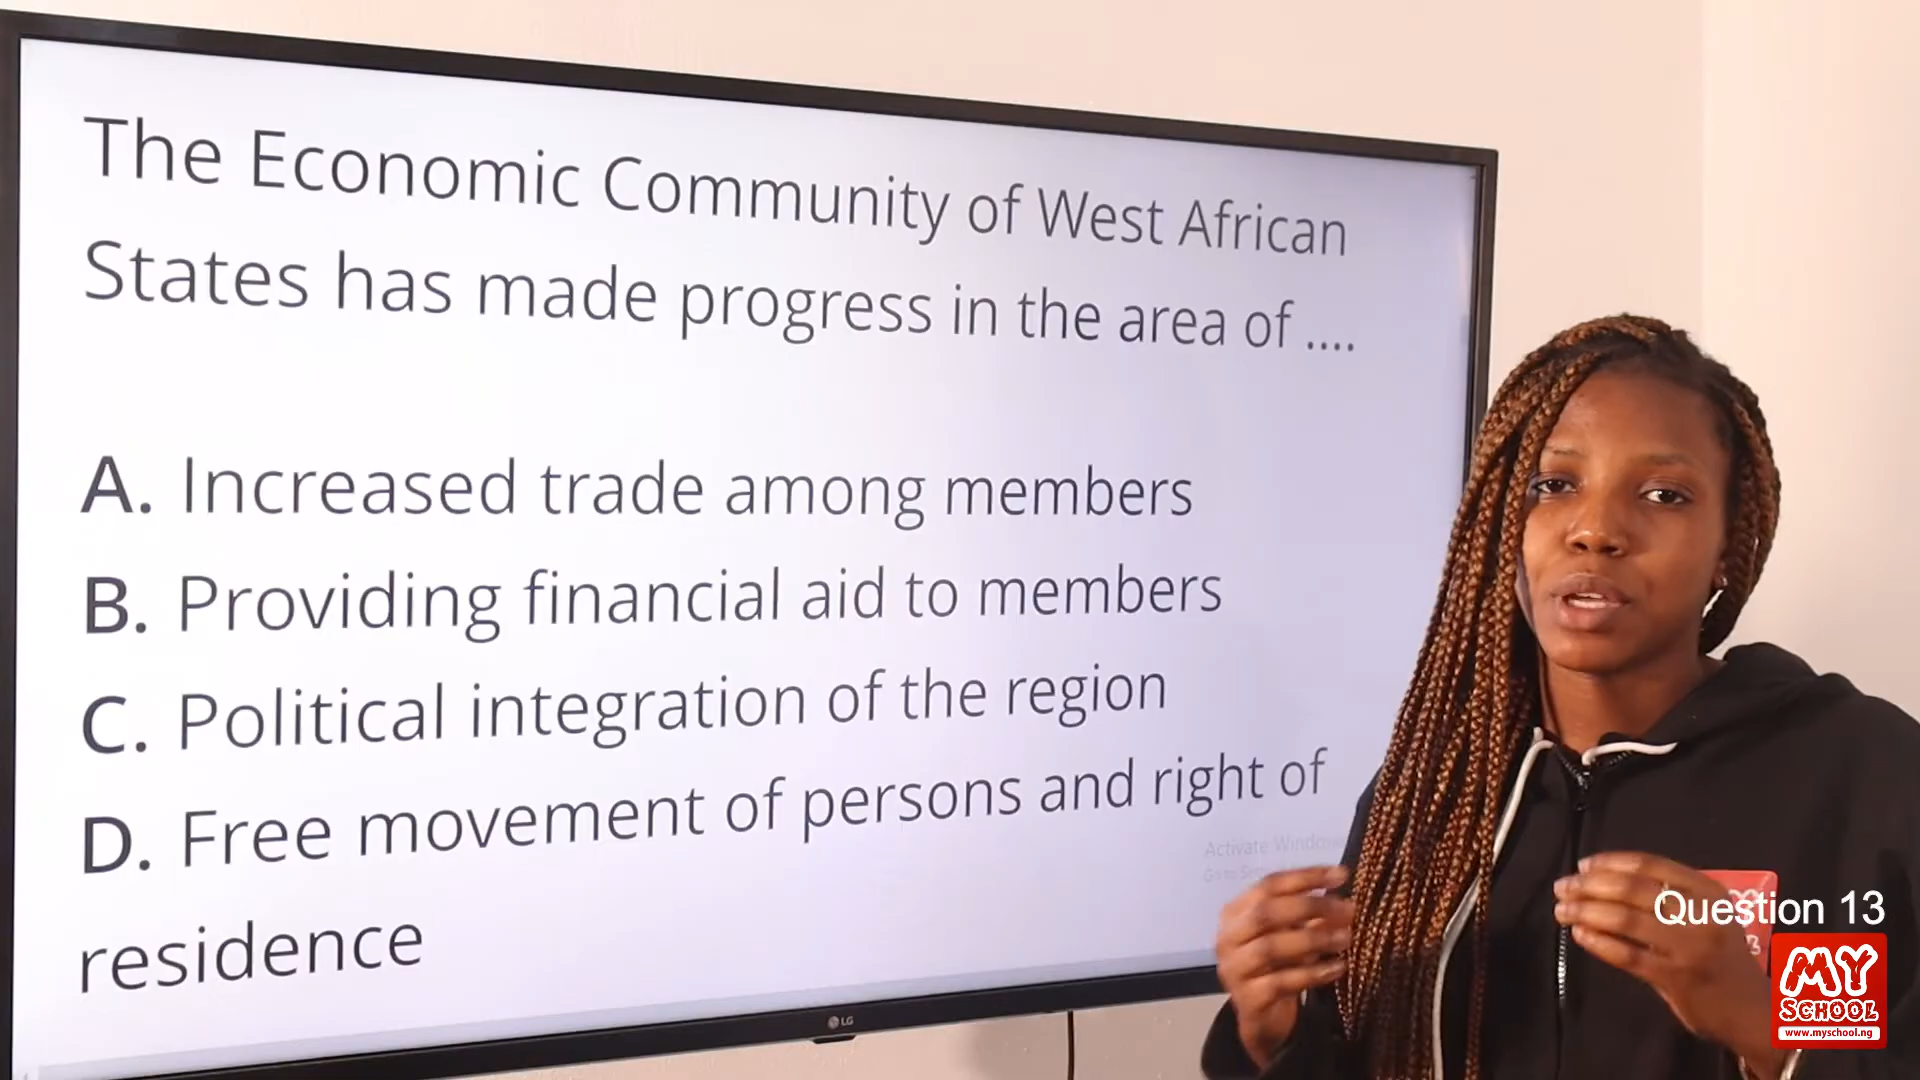 The Economic Community of West African
States has made progress in the area of ....
A. Increased trade among members
B. Providing financial aid to members
C. Political integration of the region
D. Free movement of persons and right of
residence
Activate Windows
LG
Question 13
MY
SCHOOL
www.myschool.ng